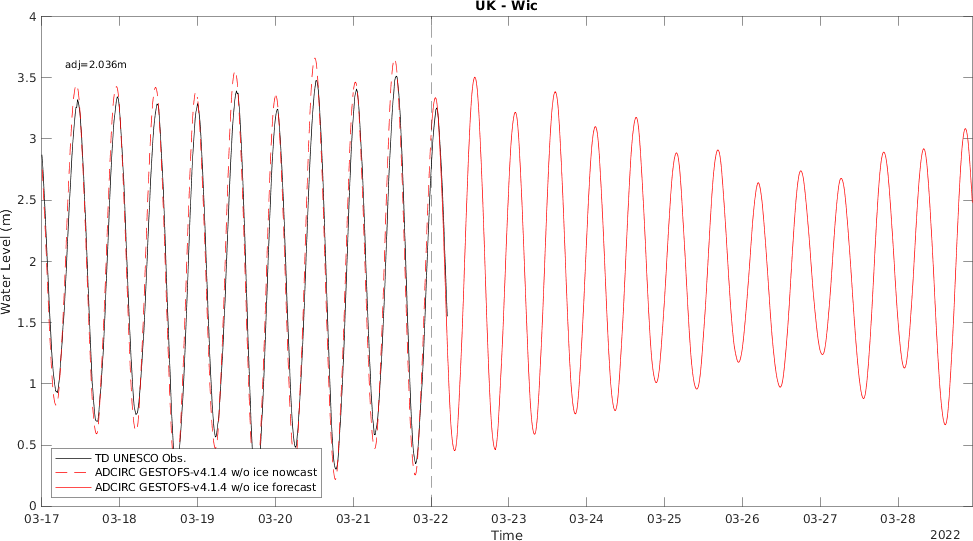 UK - Wic
adj=2.036m
4
3.5
3
2.5
2
1.5
1
0.5
0
Water Level (m)
TD UNESCO Obs.
ADCIRC GESTOFS-v4.1.4 w/o ice nowcast
ADCIRC GESTOFS-v4.1.4 w/o ice forecast
03-17 03-18 03-19 03-20 03-21 03-22 03-23 03-24 03-25 03-26 03-27 03-28
Time
2022